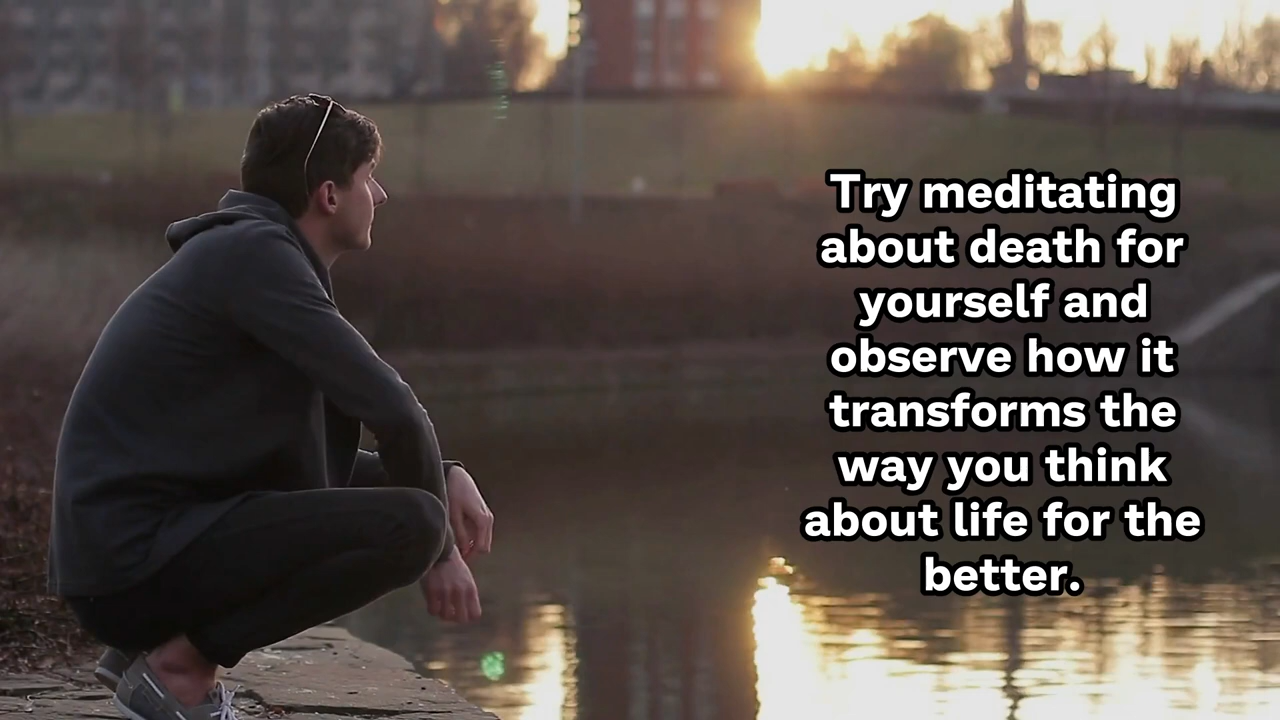 Try meditating
about death for
yourself and
observe how it
transforms the
way you think
about life for the
better.